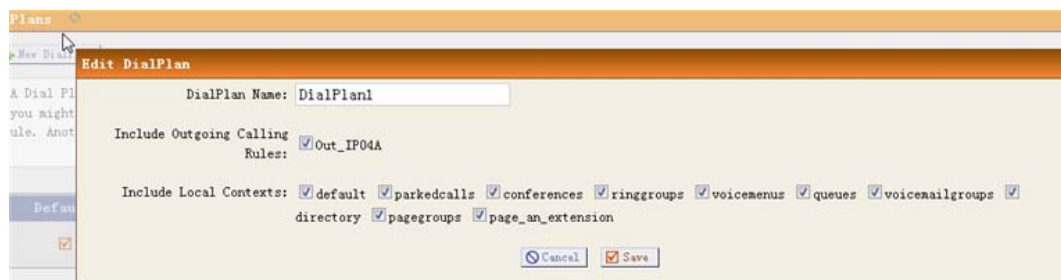 Plans
New Dial
Edit DialPlan
A Dial Pl
you might
ule. Anot
DialPlan Name: DialPlan1
Include Outgoing Calling
Rules:
Out_IP04A
Include Local Contexts: default parkedcalls conferences ringgroups voicemenus queues voicemailgroups
directory pagegroups page_an_extension
Defau
Cancel Save